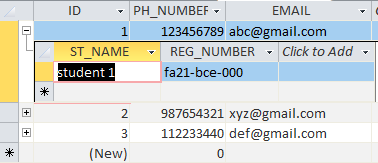 ID PH_NUMBER EMAIL
1 123456789 abc@gmail.com
ST_NAME REG_NUMBER Click to Add
student 1 fa21-bce-000
2 987654321 xyz@gmail.com
3 112233440 def@gmail.com
(New) 0